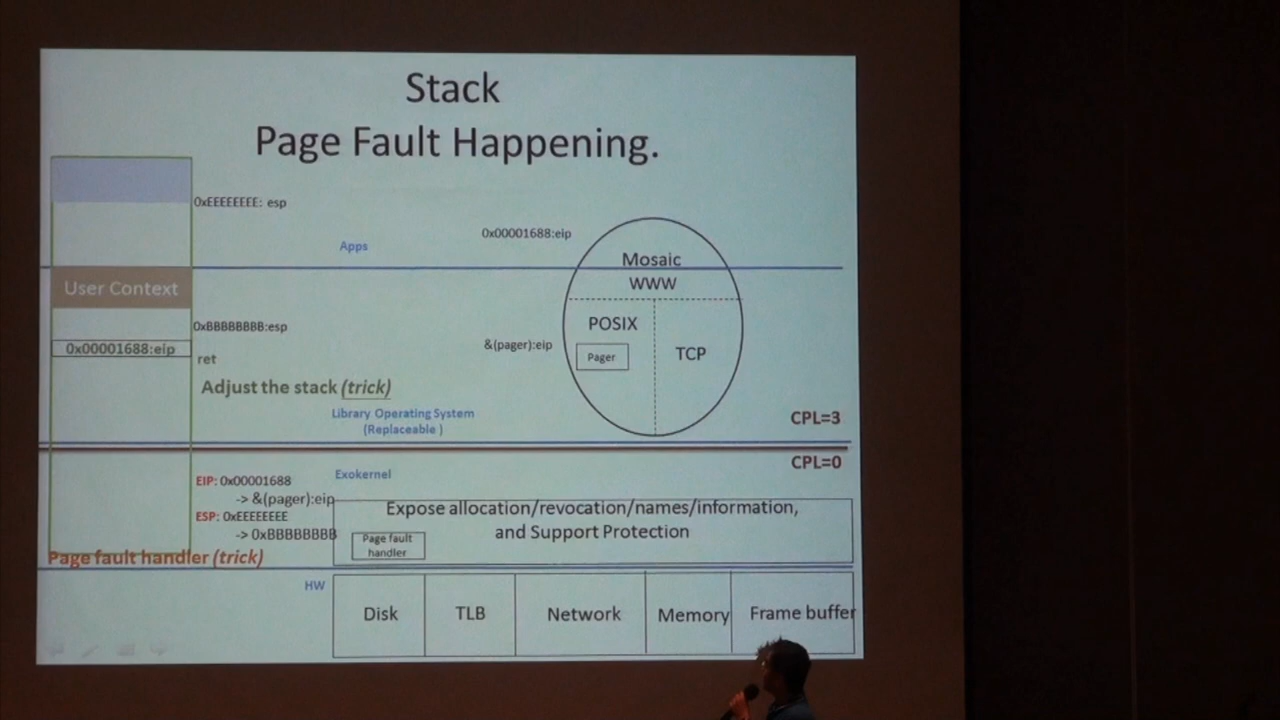 Stack
Page Fault Happening.
0xEEEEEEEE: esp
0x00001688:eip
Apps
Mosaic
User Context
WWW
0xBBBBBBBB:esp
POSIX
&(pager):eip
0x00001688:eip
ret
Pager
TCP
Adjust the stack (trick)
Library Operating System
(Replaceable )
CPL=3
CPL=0
Exokernel
EIP: 0x00001688
-> &(pager):eip
ESP: 0xEEEEEEEE
-> 0xBBBBBBBB
Expose allocation/revocation/names/information,
and Support Protection
Page fault
handler
Page fault handler (trick)
HW
Disk
TLB
Network
Memory
Frame buffer